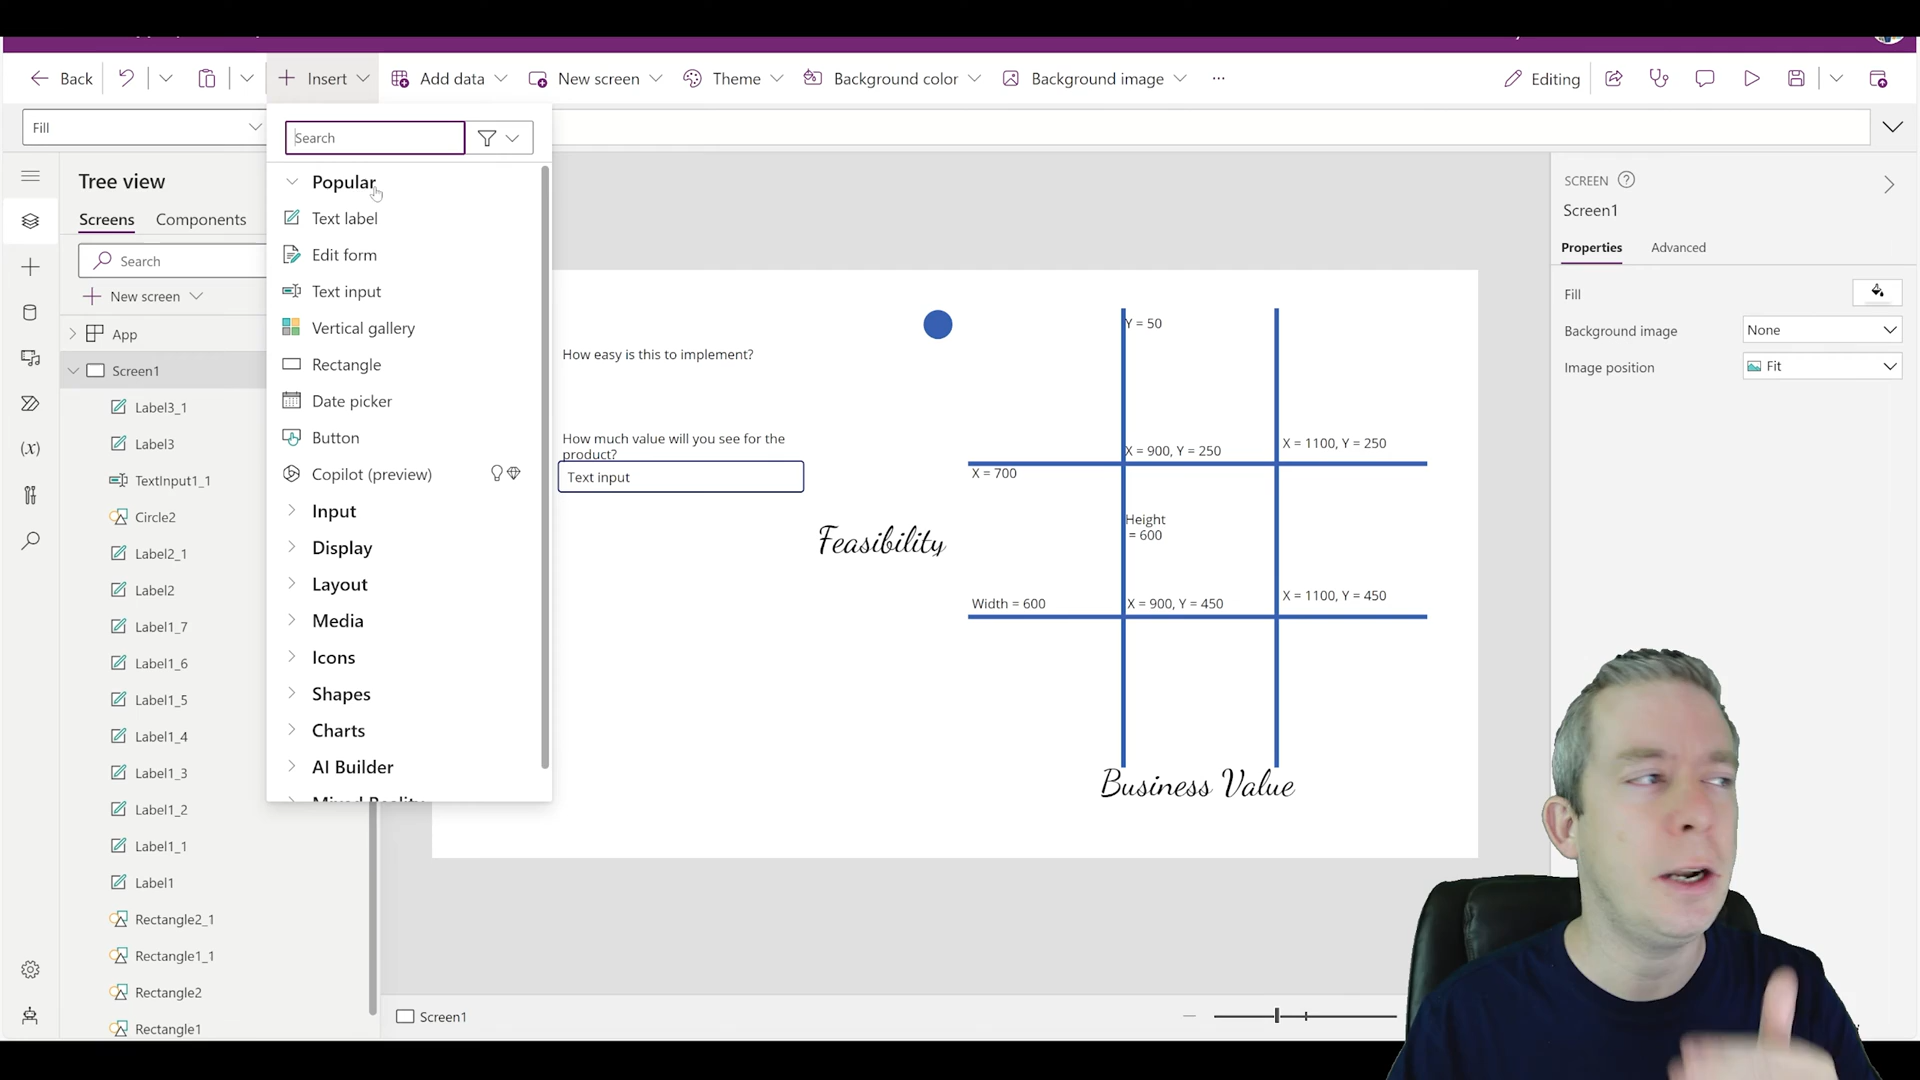 Back
Insert
Add data
New screen
Theme
Background color
Background image
...
Editing
Fill
Search
Popular
Text label
Edit form
Text input
Vertical gallery
Rectangle
Date picker
Button
Copilot (preview)
Input
Display
Layout
Media
Icons
Shapes
Charts
AI Builder
Mixed Reality
Tree view
Screens
Components
Search
New screen
App
Screen1
Label3_1
Label3
TextInput1_1
Circle2
Label2_1
Label2
Label1_7
Label1_6
Label1_5
Label1_4
Label1_3
Label1_2
Label1_1
Label1
Rectangle2_1
Rectangle1_1
Rectangle2
Rectangle1
How easy is this to implement?
How much value will you see for the
product?
Text input
Feasibility
Y = 50
X = 900, Y = 250
X = 1100, Y = 250
X = 700
Height
= 600
Width = 600
X = 900, Y = 450
X = 1100, Y = 450
Business Value
Screen1
SCREEN
Screen1
Properties
Advanced
Fill
Background image
None
Image position
Fit